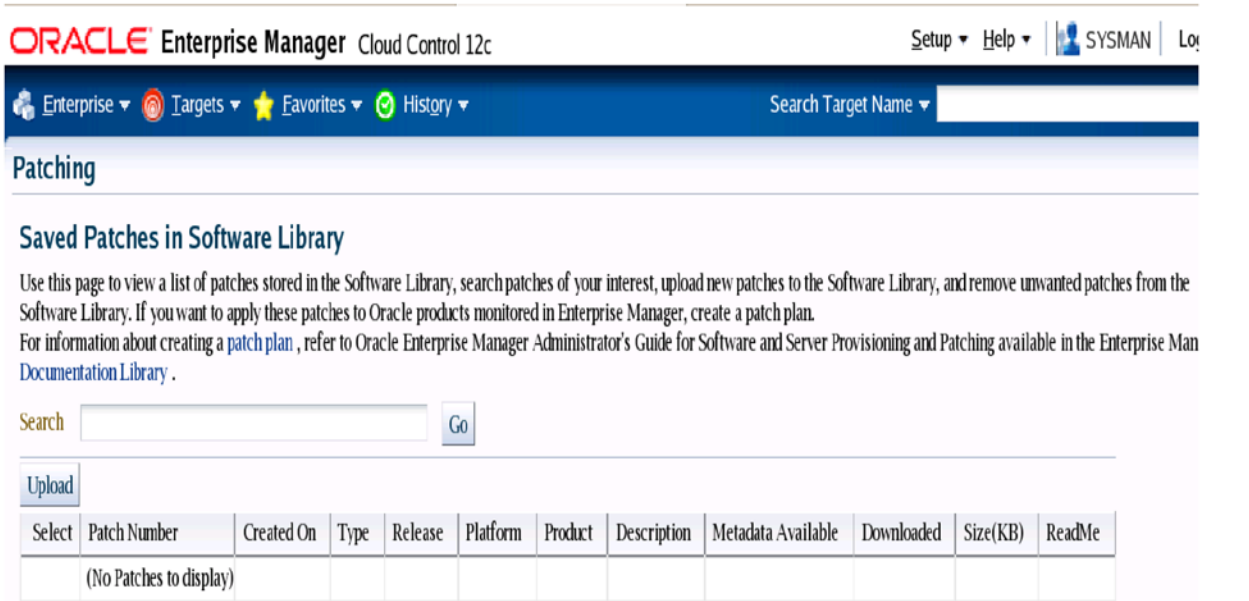 ORACLE Enterprise Manager Cloud Control 12c Setup Help SYSMAN
Enterprise Targets Favorites History Search Target Name
Patching
Saved Patches in Software Library
Use this page to view a list of patches stored in the Software Library, search patches of your interest, upload new patches to the Software Library, and remove unwanted patches from the
Software Library. If you want to apply these patches to Oracle products monitored in Enterprise Manager, create a patch plan.
For information about creating a patch plan , refer to Oracle Enterprise Manager Administrator's Guide for Software and Server Provisioning and Patching available in the Enterprise Man
Documentation Library .
Search Go
Upload
Select Patch Number Created On Type Release Platform Product Description Metadata Available Downloaded Size(KB) ReadMe
(No Patches to display)